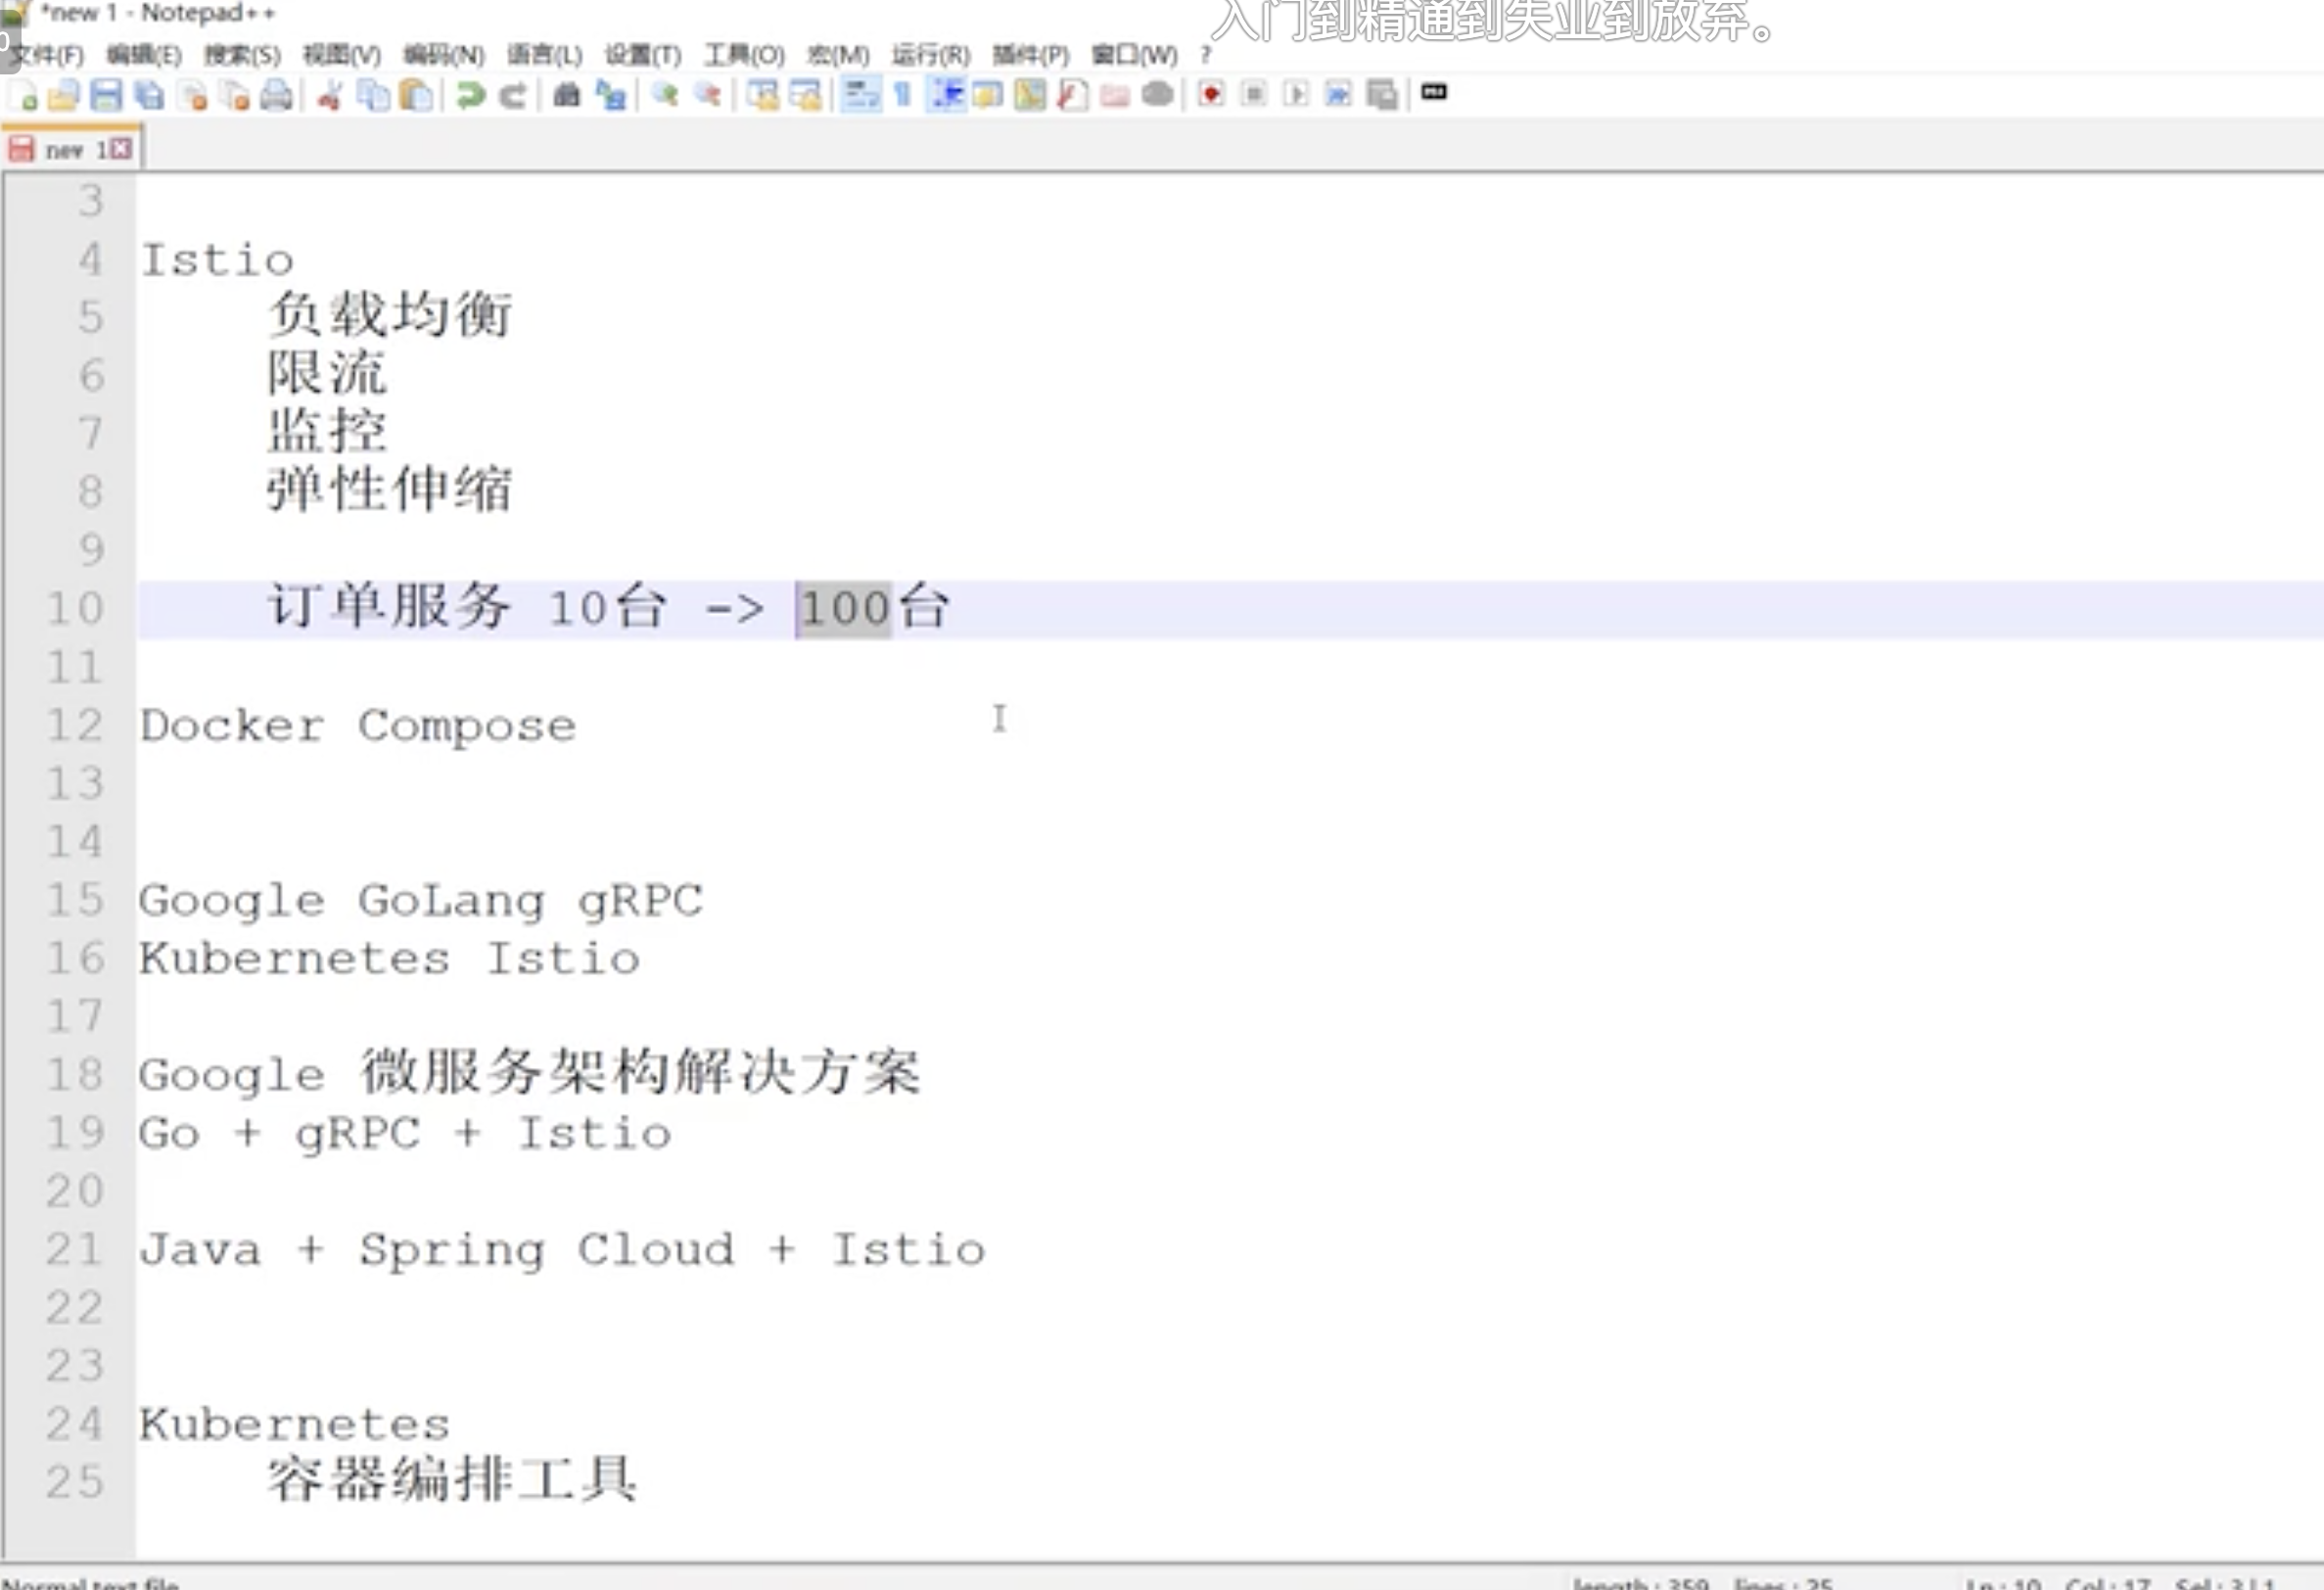 *new 1 - Notepad++
入门到精通到失业到放弃。
文件(F) 编辑(E) 搜索(S) 视图(V) 编码(N) 语言(L) 设置(T) 工具(O) 宏(M) 运行(R) 插件(P) 窗口(W) ?
new 1
3
4 Istio
5 负载均衡
6 限流
7 监控
8 弹性伸缩
9
10 订单服务 10台 -> 100台
11
12 Docker Compose
13
14
15 Google GoLang gRPC
16 Kubernetes Istio
17
18 Google 微服务架构解决方案
19 Go + gRPC + Istio
20
21 Java + Spring Cloud + Istio
22
23
24 Kubernetes
25 容器编排工具
Normal text file length : 359 lines : 25 Ln : 10 Col : 17 Sel : 3 | 1